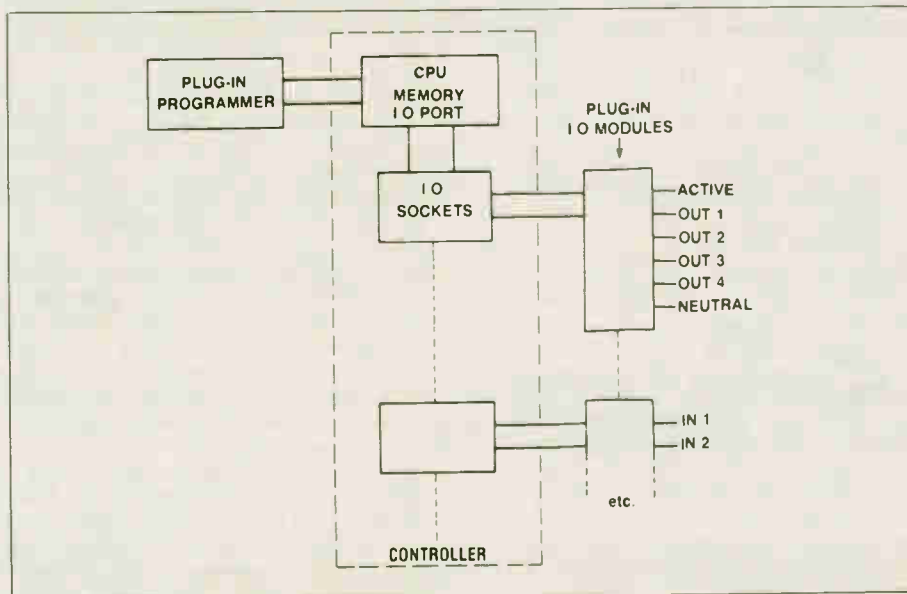 PLUG-IN
PROGRAMMER
CPU
MEMORY
I O PORT
PLUG-IN
I O MODULES
I O
SOCKETS
ACTIVE
OUT 1
OUT 2
OUT 3
OUT 4
NEUTRAL
IN 1
IN 2
etc.
CONTROLLER